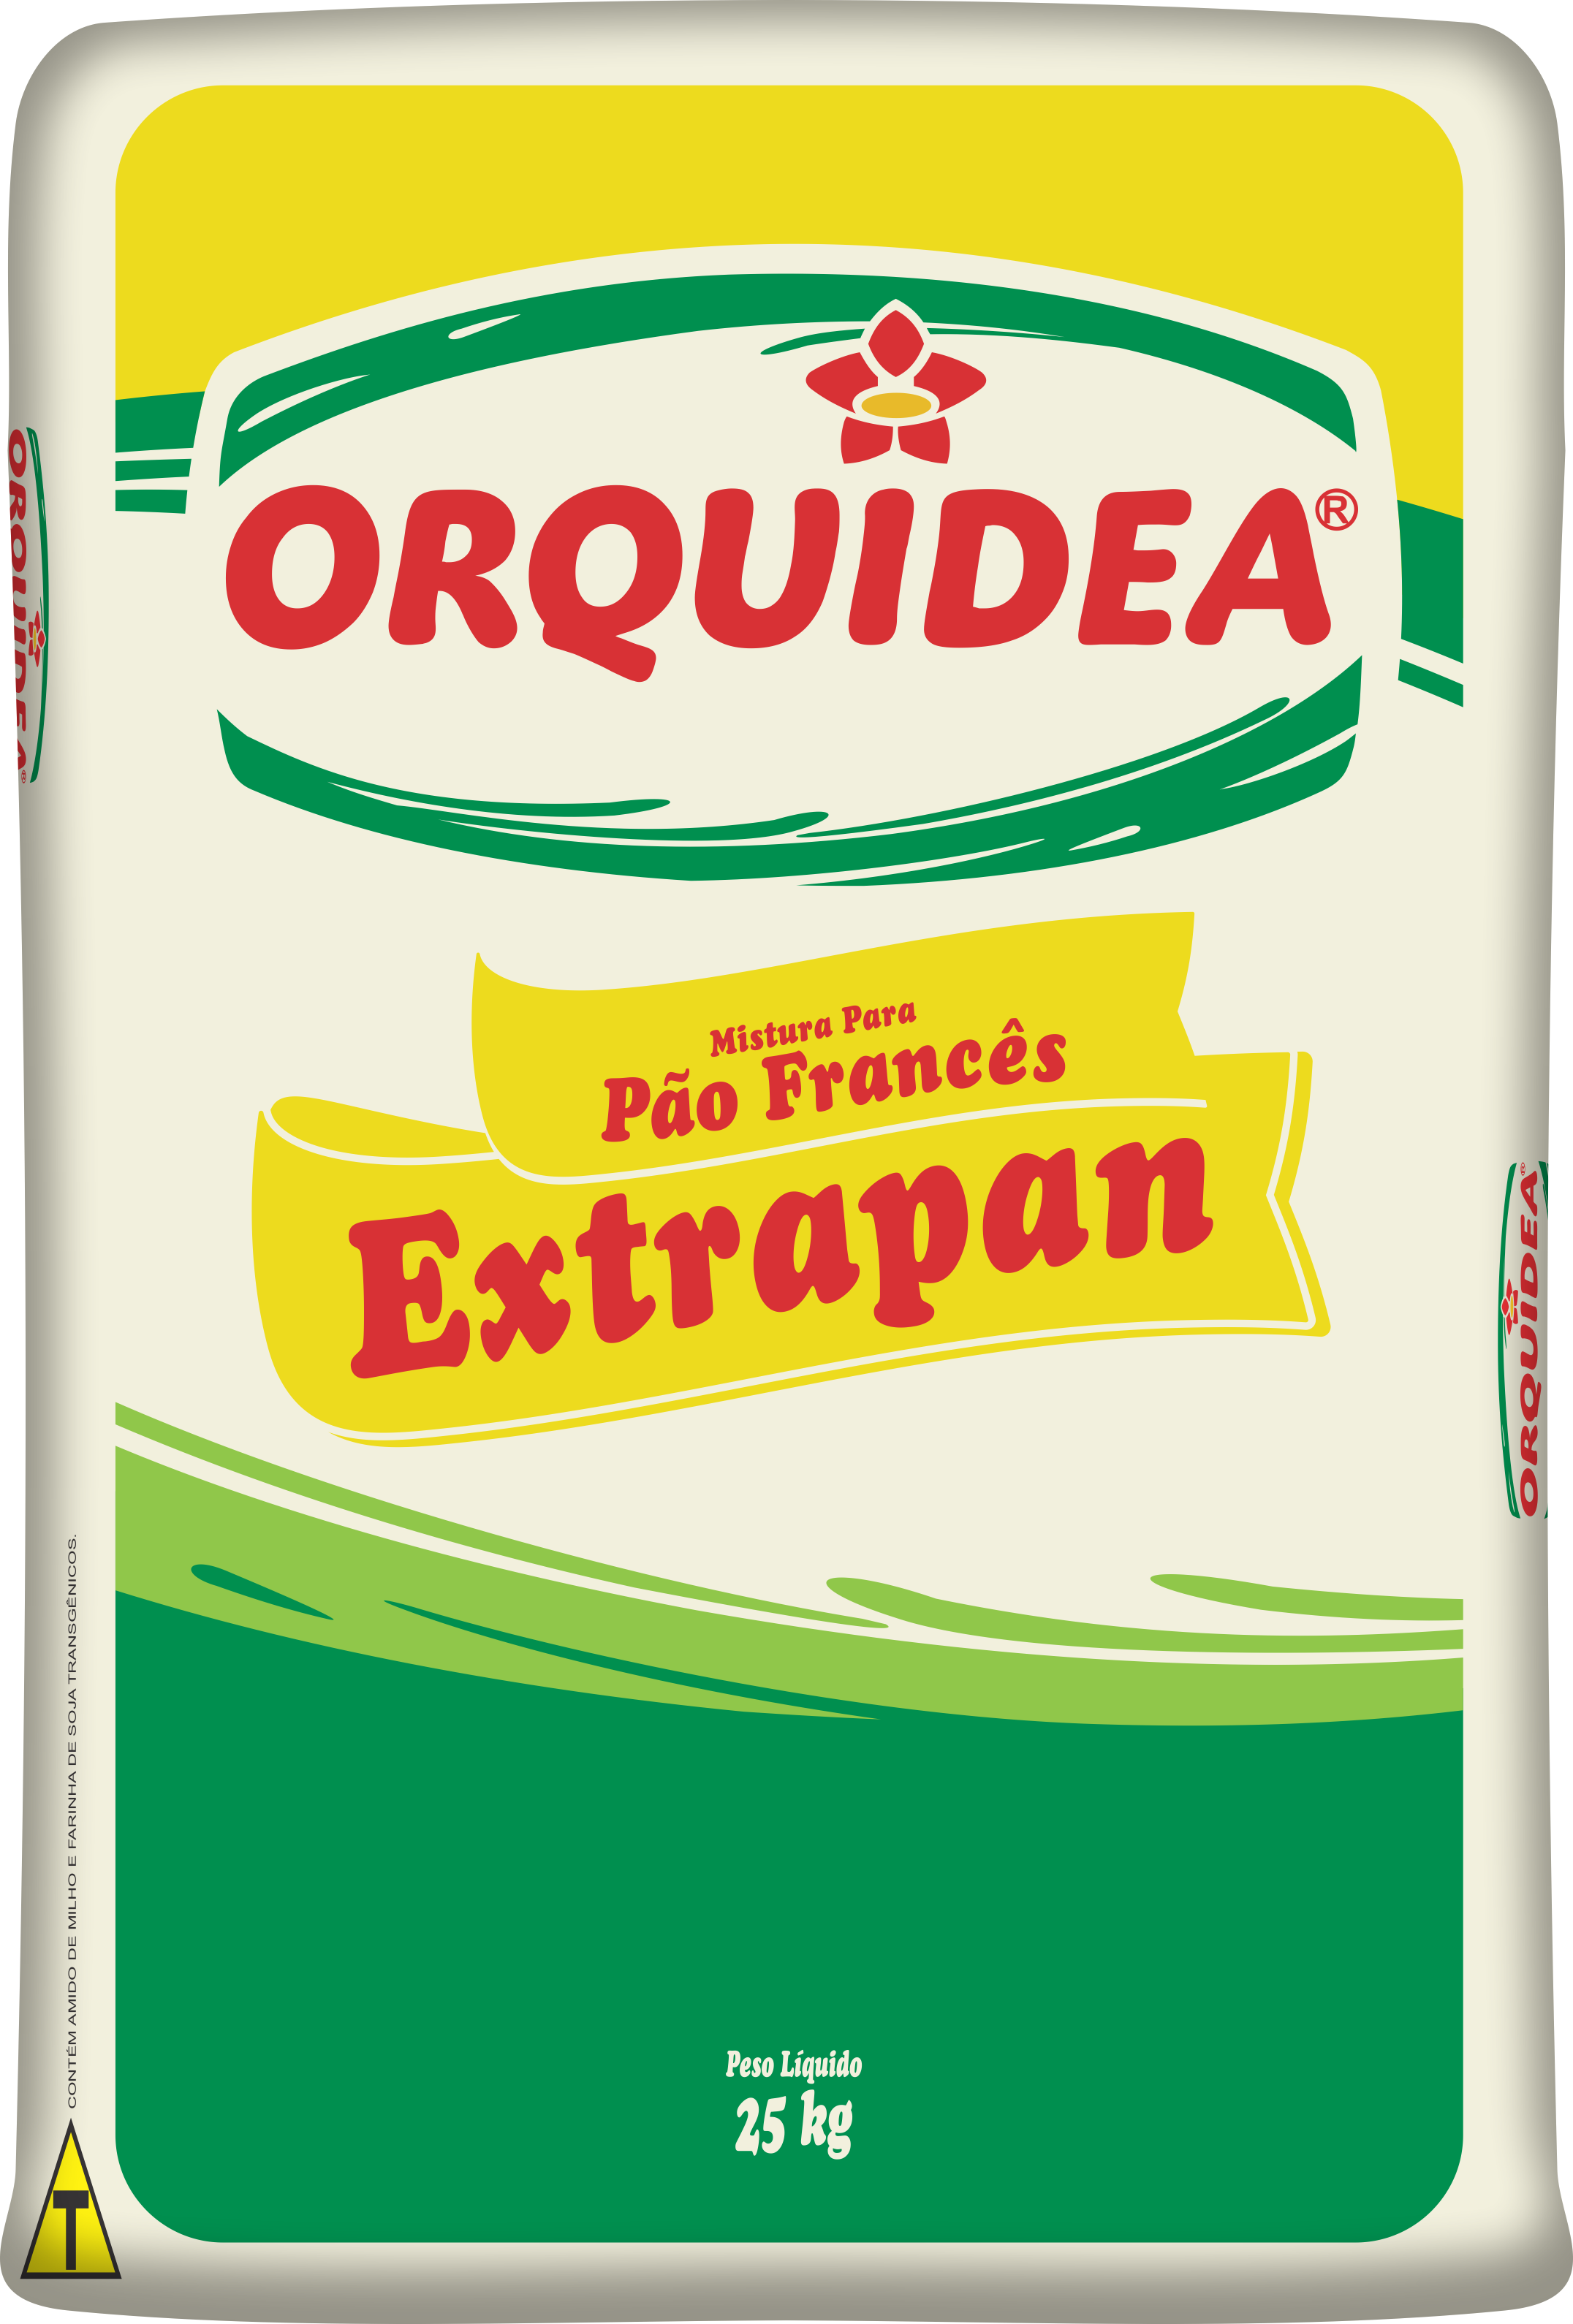 ORQUIDEA®
Mistura Para
Pão Francês
Extrapan
Peso Líquido
25 kg
CONTÉM AMIDO DE MILHO E FARINHA DE SOJA TRANSGÊNICOS.
T
ORQUIDEA®
ORQUIDEA®